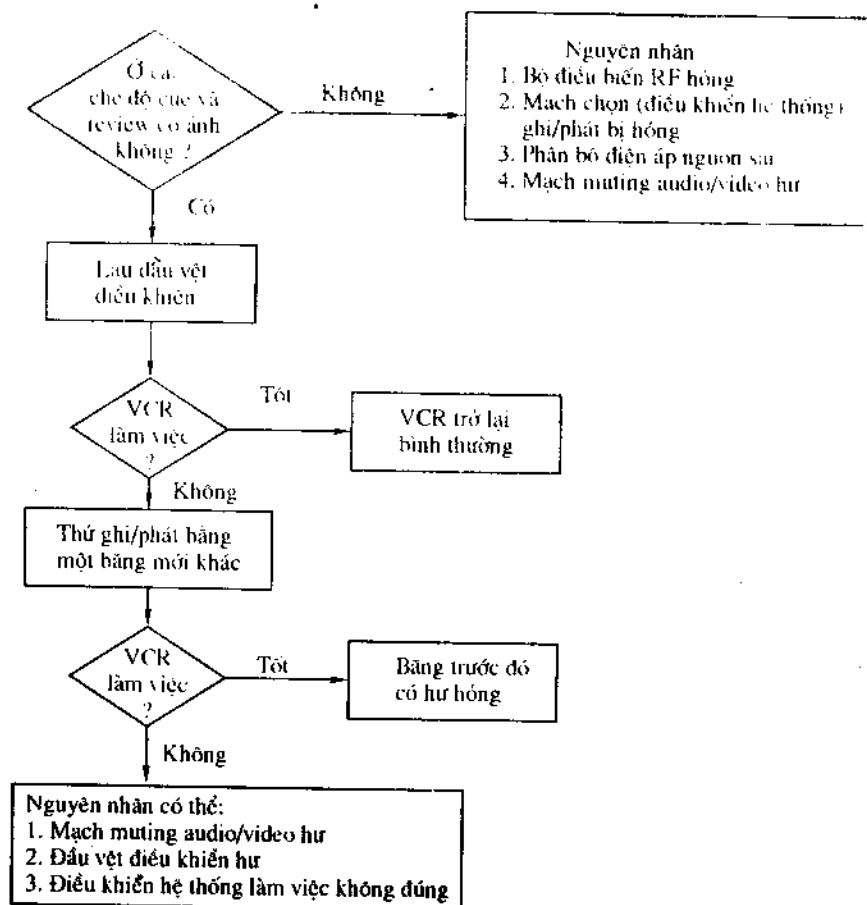 Ở các
chế độ cue và
review có ảnh
không ?
Không
Nguyên nhân
1. Bộ điều biến RF hỏng
2. Mạch chọn (điều khiển hệ thống)
ghi/phát bị hỏng
3. Phân bố điện áp nguồn sai
4. Mạch muting audio/video hư
Có
Lau đầu vệt
điều khiển
VCR
làm việc
?
Tốt
VCR trở lại
bình thường
Không
Thử ghi/phát bằng
một băng mới khác
VCR
làm việc
?
Tốt
Băng trước đó
có hư hỏng
Không
Nguyên nhân có thể:
1. Mạch muting audio/video hư
2. Đầu vệt điều khiển hư
3. Điều khiển hệ thống làm việc không đúng